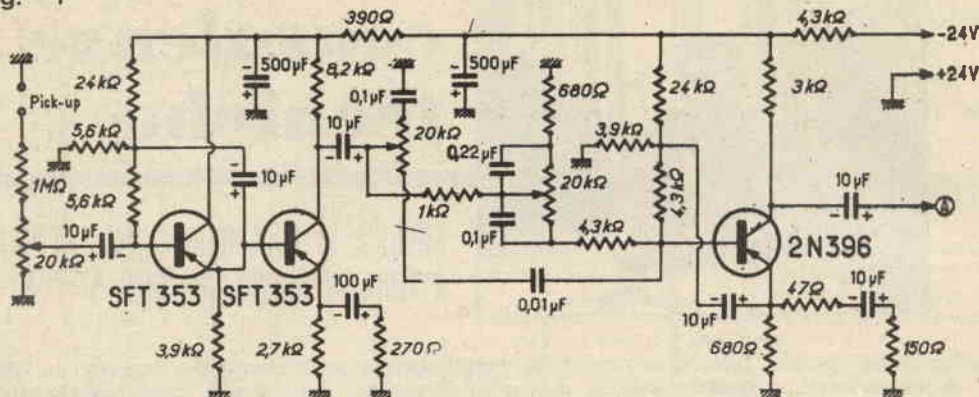 390Ω
4,3kΩ
-24V
+24V
24kΩ
500µF
8,2kΩ
500µF
680Ω
24kΩ
3kΩ
Pick-up
0,1µF
5,6kΩ
10µF
20kΩ
3,9kΩ
0,22µF
1MΩ
5,6kΩ
10µF
20kΩ
4,3kΩ
10µF
10µF
1kΩ
0,1µF
4,3kΩ
A
20kΩ
2N396
SFT 353
SFT 353
100µF
0,01µF
47Ω
10µF
10µF
3,9kΩ
2,7kΩ
270Ω
680Ω
150Ω